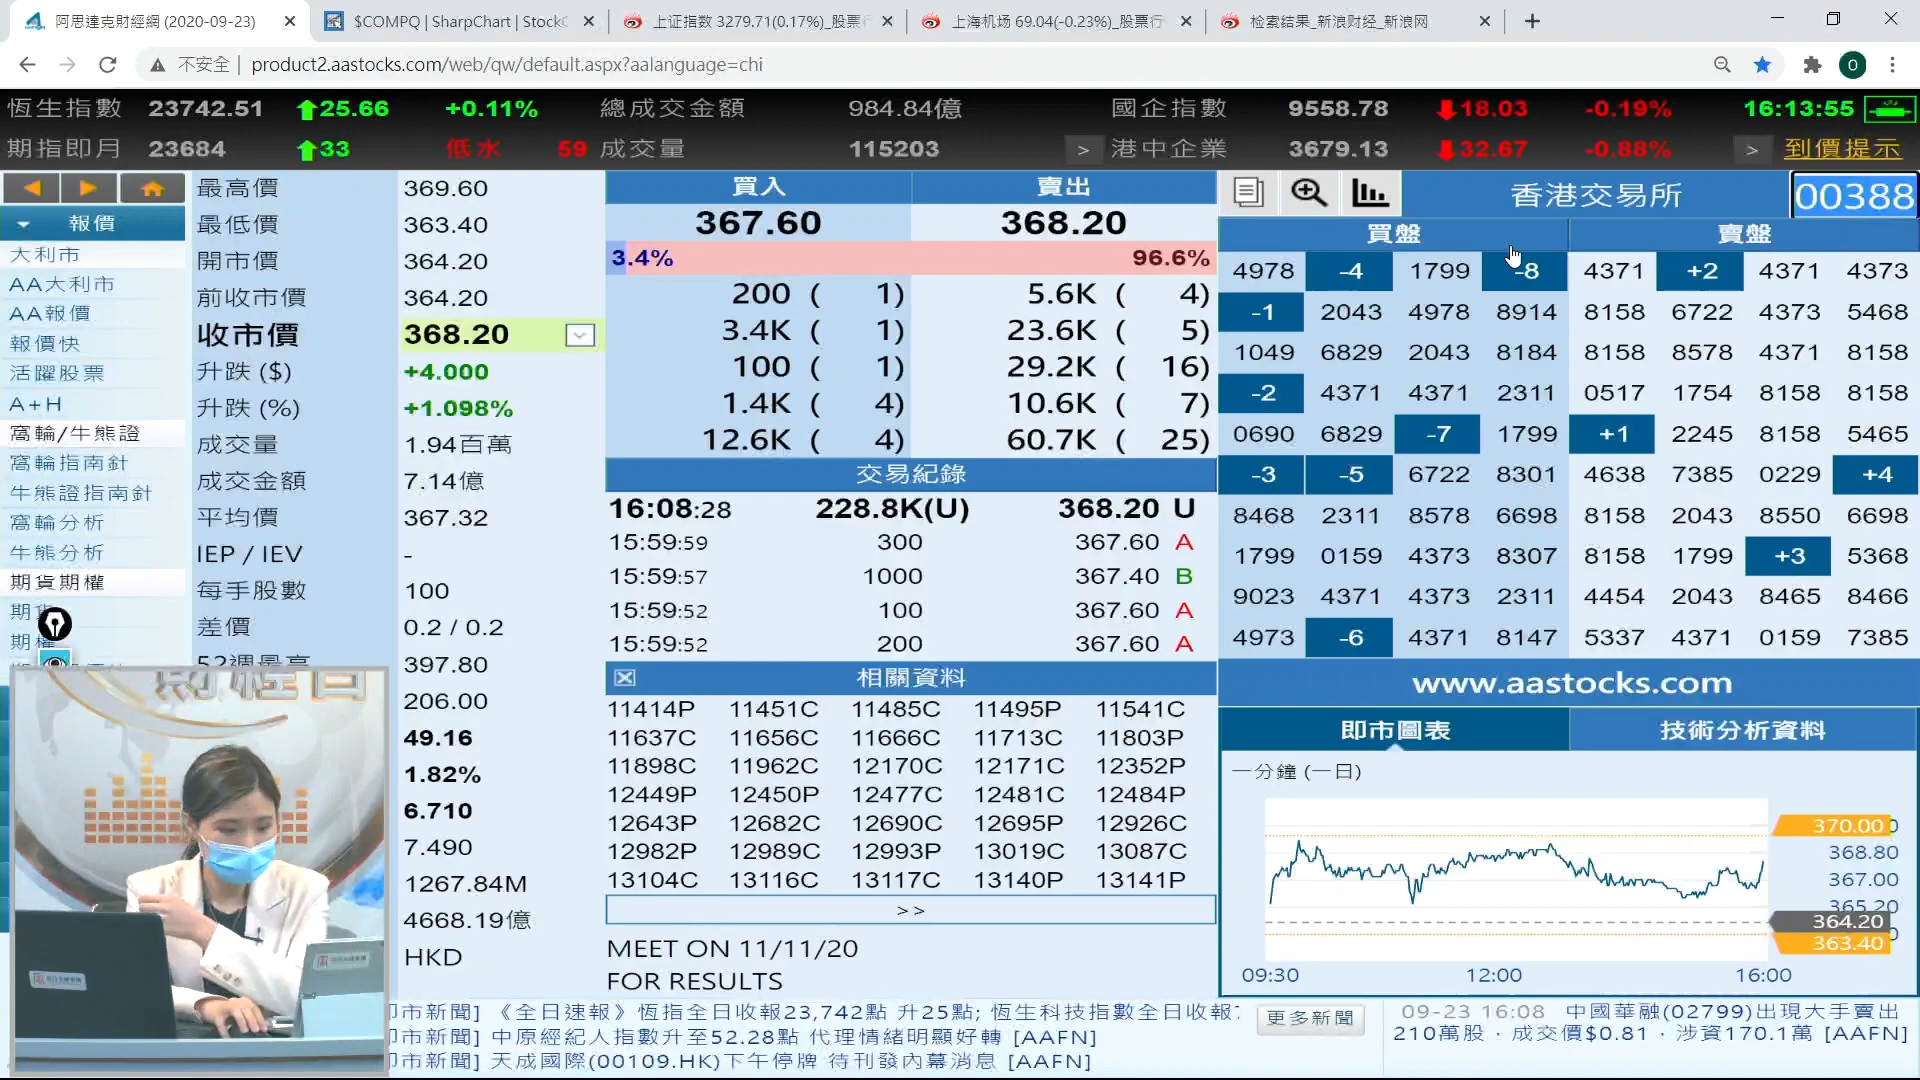 阿思達克財經網 (2020-09-23)
$COMPQ | SharpChart | StockC
上证指数 3279.71(0.17%)_股票行
上海机场 69.04(-0.23%)_股票行
检索结果_新浪财经_新浪网
不安全 | product2.aastocks.com/web/qw/default.aspx?aalanguage=chi
O
恆生指數 23742.51 25.66 +0.11% 總成交金額 984.84億 國企指數 9558.78 18.03 -0.19% 16:13:55
期指即月 23684 33 低水 59 成交量 115203 > 港中企業 3679.13 32.67 -0.88% > 到價提示
報價
大利市
AA大利市
AA報價
報價快
活躍股票
A+H
窩輪/牛熊證
窩輪指南針
牛熊證指南針
窩輪分析
牛熊分析
期貨期權
期貨
期權
最高價 369.60
最低價 363.40
開市價 364.20
前收市價 364.20
收市價 368.20
升跌 ($) +4.000
升跌 (%) +1.098%
成交量 1.94百萬
成交金額 7.14億
平均價 367.32
IEP / IEV -
每手股數 100
差價 0.2 / 0.2
52週最高 397.80
206.00
49.16
1.82%
6.710
7.490
1267.84M
4668.19億
HKD
買入 賣出
367.60 368.20
3.4% 96.6%
200 ( 1) 5.6K ( 4)
3.4K ( 1) 23.6K ( 5)
100 ( 1) 29.2K ( 16)
1.4K ( 4) 10.6K ( 7)
12.6K ( 4) 60.7K ( 25)
交易紀錄
16:08:28 228.8K(U) 368.20 U
15:59:59 300 367.60 A
15:59:57 1000 367.40 B
15:59:52 100 367.60 A
15:59:52 200 367.60 A
相關資料
11414P 11451C 11485C 11495P 11541C
11637C 11656C 11666C 11713C 11803P
11898C 11962C 12170C 12171C 12352P
12449P 12450P 12477C 12481C 12484P
12643P 12682C 12690C 12695P 12926C
12982P 12989C 12993P 13019C 13087C
13104C 13116C 13117C 13140P 13141P
>>
MEET ON 11/11/20
FOR RESULTS
香港交易所 00388
買盤 賣盤
4978 -4 1799 -8 4371 +2 4371 4373
-1 2043 4978 8914 8158 6722 4373 5468
1049 6829 2043 8184 8158 8578 4371 8158
-2 4371 4371 2311 0517 1754 8158 8158
0690 6829 -7 1799 +1 2245 8158 5465
-3 -5 6722 8301 4638 7385 0229 +4
8468 2311 8578 6698 8158 2043 8550 6698
1799 0159 4373 8307 8158 1799 +3 5368
9023 4371 4373 2311 4454 2043 8465 8466
4973 -6 4371 8147 5337 4371 0159 7385
www.aastocks.com
即市圖表 技術分析資料
一分鐘 (一日)
370.00
368.80
367.00
365.20
364.20
363.40
09:30 12:00 16:00
財經台
即市新聞] 《全日速報》恆指全日收報23,742點 升25點; 恆生科技指數全日收報7
即市新聞] 中原經紀人指數升至52.28點 代理情緒明顯好轉 [AAFN]
即市新聞] 天成國際(00109.HK)下午停牌 待刊發內幕消息 [AAFN]
更多新聞
09-23 16:08 中國華融(02799)出現大手賣出
210萬股﹐成交價$0.81﹐涉資170.1萬 [AAFN]